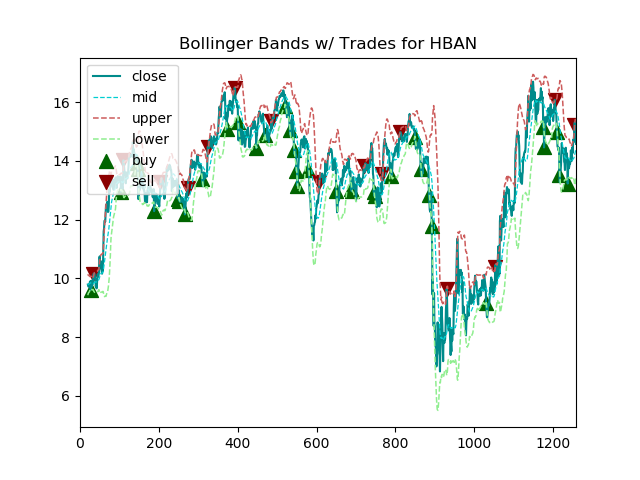 Bollinger Bands w/ Trades for HBAN
close
mid
upper
lower
buy
sell
16
14
12
10
8
6
0 200 400 600 800 1000 1200